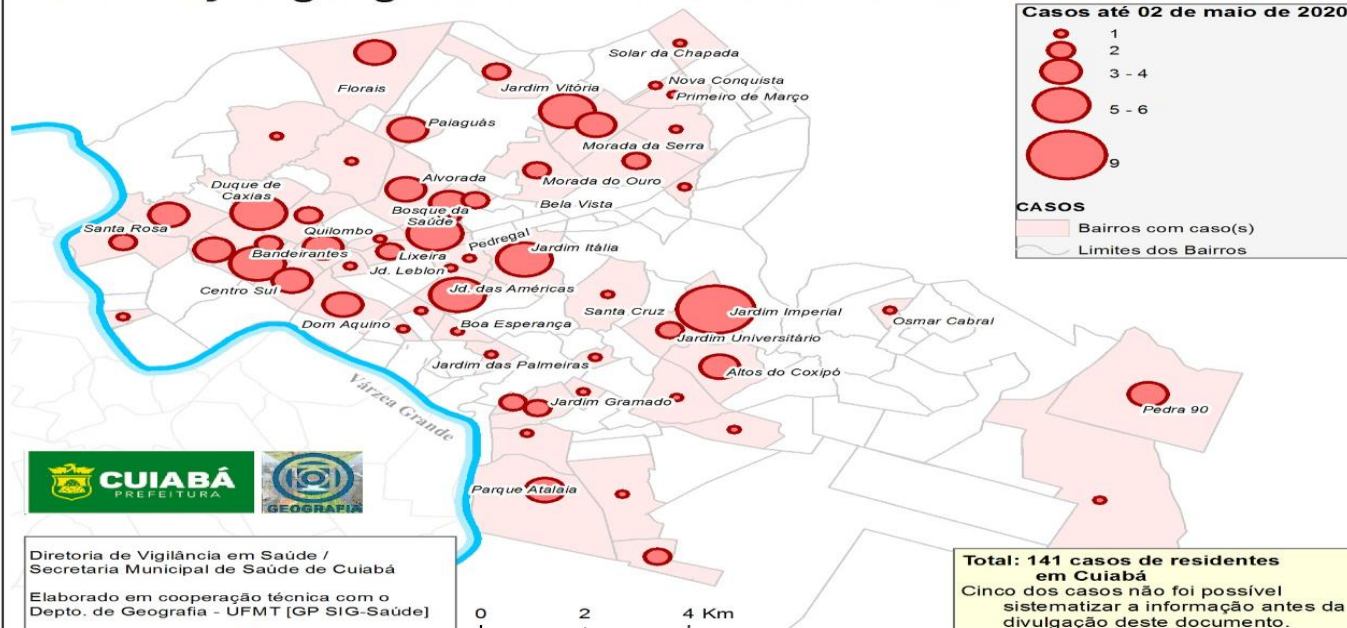 Casos até 02 de maio de 2020
1
2
3 - 4
5 - 6
9
CASOS
Bairros com caso(s)
Limites dos Bairros
Solar da Chapada
Florais
Jardim Vitória
Nova Conquista
Primeiro de Março
Paiaguás
Morada da Serra
Duque de
Caxias
Alvorada
Morada do Ouro
Bela Vista
Bosque da
Saúde
Santa Rosa
Quilombo
Pedregal
Bandeirantes
Lixeira
Jardim Itália
Jd. Leblon
Centro Sul
Jd. das Américas
Santa Cruz
Jardim Imperial
Dom Aquino
Boa Esperança
Osmar Cabral
Jardim Universitário
Jardim das Palmeiras
Altos do Coxipó
Várzea Grande
Jardim Gramado
Pedra 90
Parque Atalaia
CUIABÁ
PREFEITURA
GEOGRAFIA
Diretoria de Vigilância em Saúde /
Secretaria Municipal de Saúde de Cuiabá
Elaborado em cooperação técnica com o
Depto. de Geografia - UFMT [GP SIG-Saúde]
0 2 4 Km
Total: 141 casos de residentes
em Cuiabá
Cinco dos casos não foi possível
sistematizar a informação antes da
divulgação deste documento.